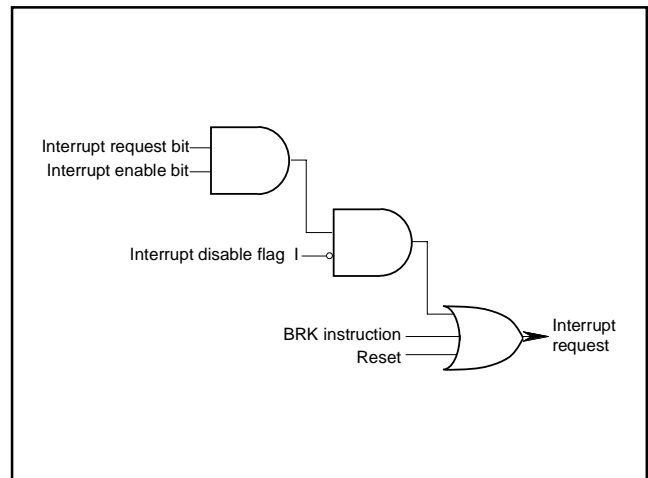 Interrupt request bit
Interrupt enable bit
Interrupt disable flag I
BRK instruction
Reset
Interrupt
request